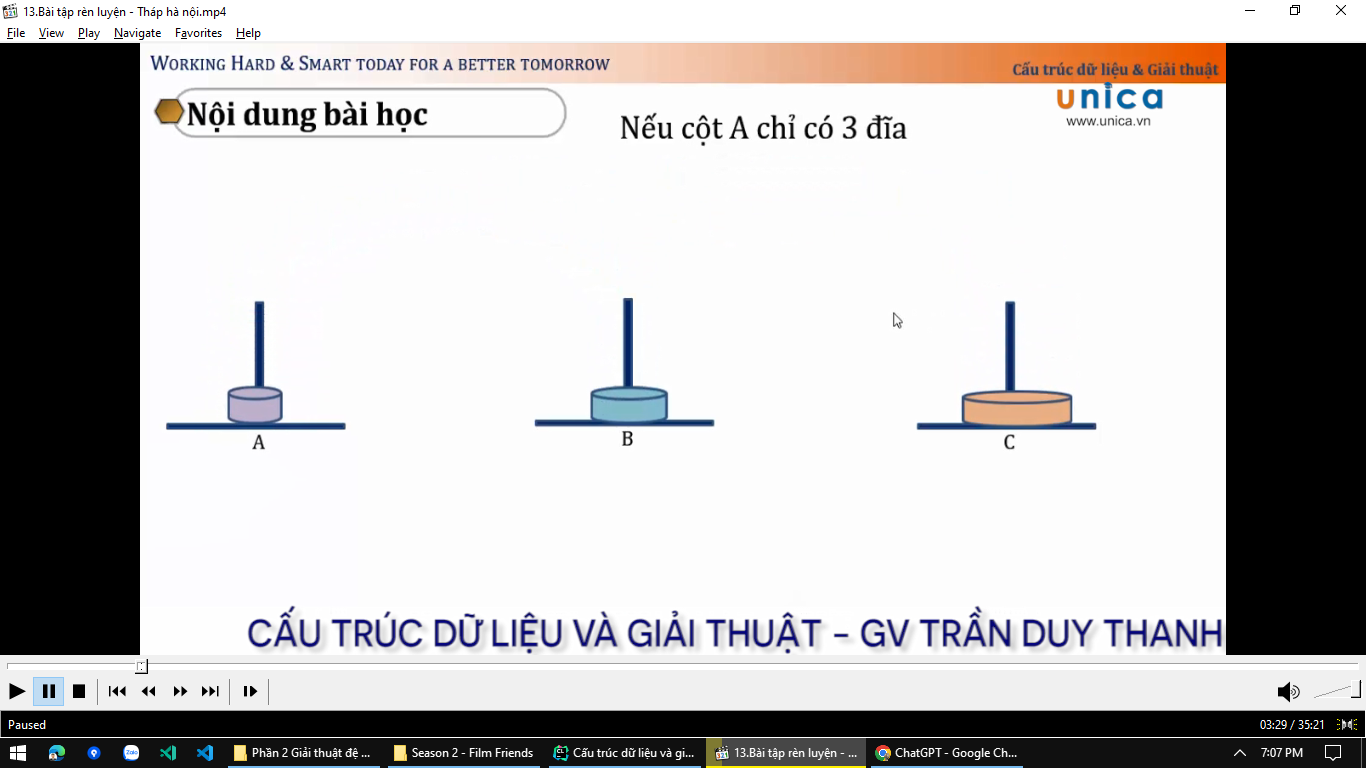 13.Bài tập rèn luyện - Tháp hà nội.mp4
File View Play Navigate Favorites Help
WORKING HARD & SMART TODAY FOR A BETTER TOMORROW
Cấu trúc dữ liệu & Giải thuật
unica
www.unica.vn
Nội dung bài học
Nếu cột A chỉ có 3 đĩa
A
B
C
CẤU TRÚC DỮ LIỆU VÀ GIẢI THUẬT - GV TRẦN DUY THANH
Paused
03:29 / 35:21
Zalo
Phần 2 Giải thuật đệ ...
Season 2 - Film Friends
CL
Cấu trúc dữ liệu và gi...
321
13.Bài tập rèn luyện - ...
ChatGPT - Google Ch...
7:07 PM